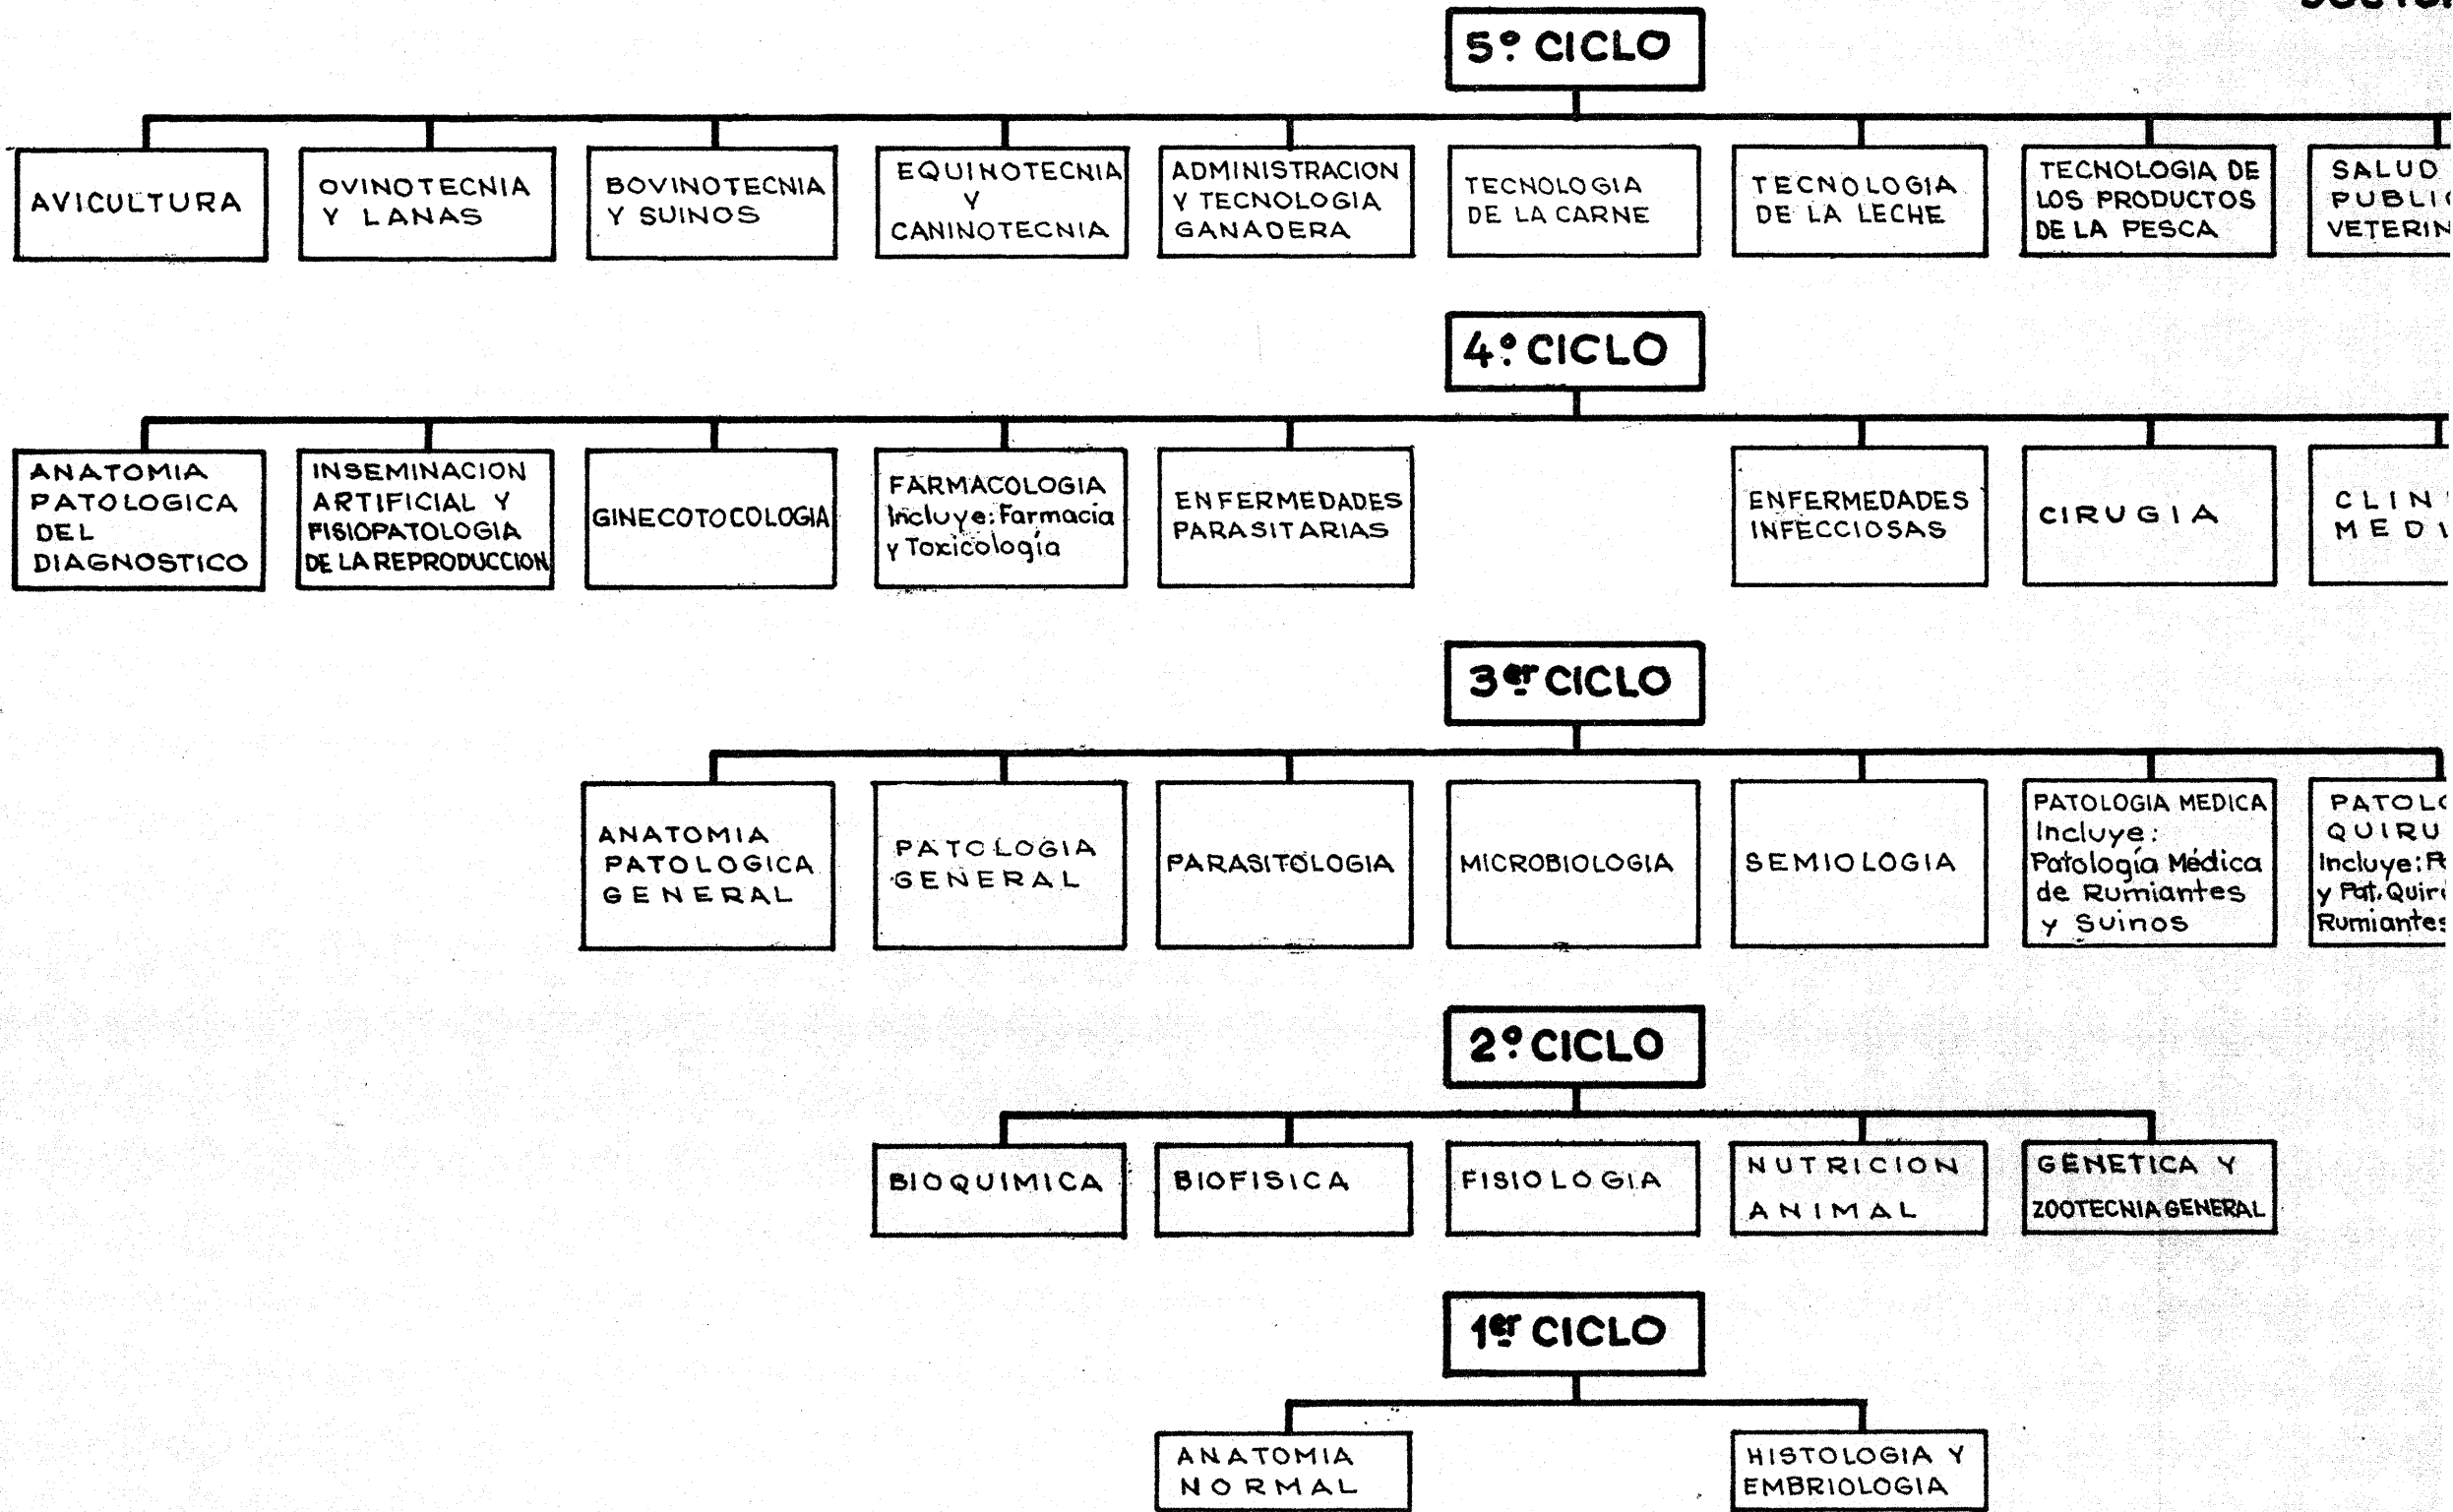 5º CICLO
AVICULTURA
OVINOTECNIA
Y LANAS
BOVINOTECNIA
Y SUINOS
EQUINOTECNIA
Y
CANINOTECNIA
ADMINISTRACION
Y TECNOLOGIA
GANADERA
TECNOLOGIA
DE LA CARNE
TECNOLOGIA
DE LA LECHE
TECNOLOGIA DE
LOS PRODUCTOS
DE LA PESCA
SALUD
4º CICLO
ANATOMIA
PATOLOGICA
DEL
DIAGNOSTICO
INSEMINACION
ARTIFICIAL Y
FISIOPATOLOGIA
DE LA REPRODUCCION
GINECOTOCOLOGIA
FARMACOLOGIA
Incluye: Farmacia
y Toxicología
ENFERMEDADES
PARASITARIAS
ENFERMEDADES
INFECCIOSAS
CIRUGIA
3er CICLO
ANATOMIA
PATOLOGICA
GENERAL
PATOLOGIA
GENERAL
PARASITOLOGIA
MICROBIOLOGIA
SEMIOLOGIA
PATOLOGIA MEDICA
Incluye:
Patología Médica
de Rumiantes
y Suinos
Incluye:
y Pat.
Rumiantes
2º CICLO
BIOQUIMICA
BIOFISICA
FISIOLOGIA
NUTRICION
ANIMAL
GENETICA Y
ZOOTECNIA GENERAL
1er CICLO
ANATOMIA
NORMAL
HISTOLOGIA Y
EMBRIOLOGIA